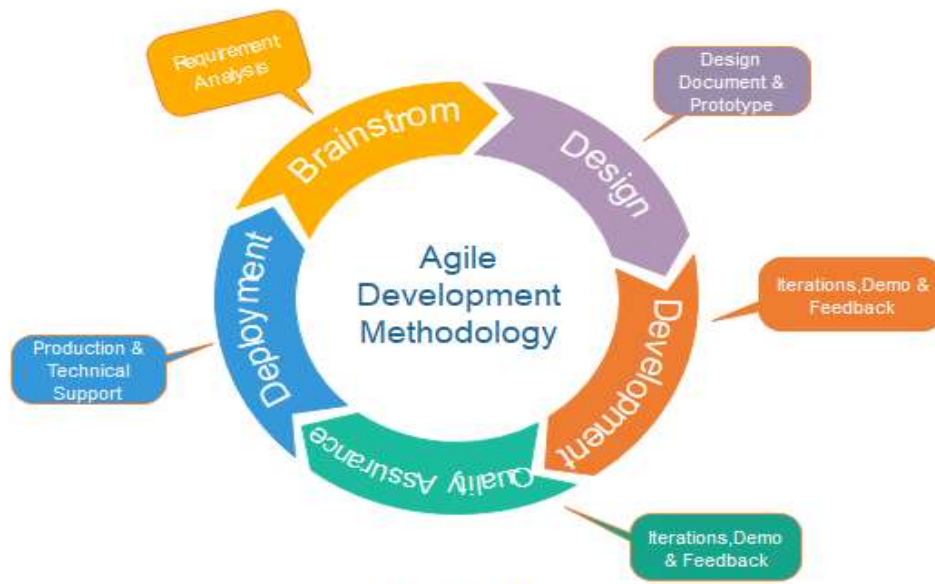 Requirement
Analysis
Brainstrom
Design
Document &
Prototype
Design
Agile
Development
Methodology
Iterations,Demo &
Feedback
Development
Production &
Technical
Support
Deployment
Quality Assurance
Iterations,Demo
& Feedback